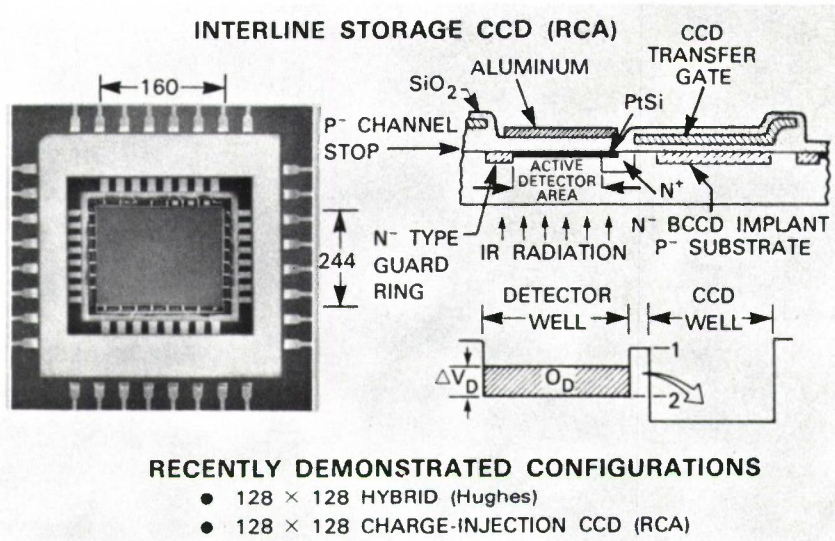 INTERLINE STORAGE CCD (RCA)
160
244
ALUMINUM
CCD
TRANSFER
GATE
SiO2
PtSi
P⁻ CHANNEL
STOP
ACTIVE
DETECTOR
AREA
N⁺
N⁻ TYPE
GUARD
RING
IR RADIATION
N⁻ BCCD IMPLANT
P⁻ SUBSTRATE
DETECTOR
WELL
CCD
WELL
1
ΔVD
OD
2
RECENTLY DEMONSTRATED CONFIGURATIONS
● 128 × 128 HYBRID (Hughes)
● 128 × 128 CHARGE-INJECTION CCD (RCA)